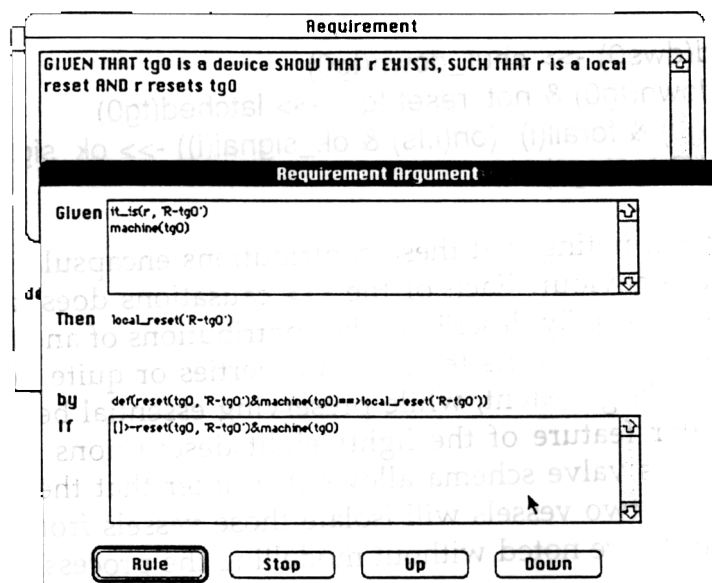 Requirement
GIVEN THAT tg0 is a device SHOW THAT r EXISTS, SUCH THAT r is a local
reset AND r resets tg0
Requirement Argument
Given it_is(r, 'R-tg0')
machine(tg0)
Then local_reset('R-tg0')
by def(reset(tg0, 'R-tg0')&machine(tg0)==>local_reset('R-tg0'))
If []>-reset(tg0, 'R-tg0')&machine(tg0)
Rule Stop Up Down